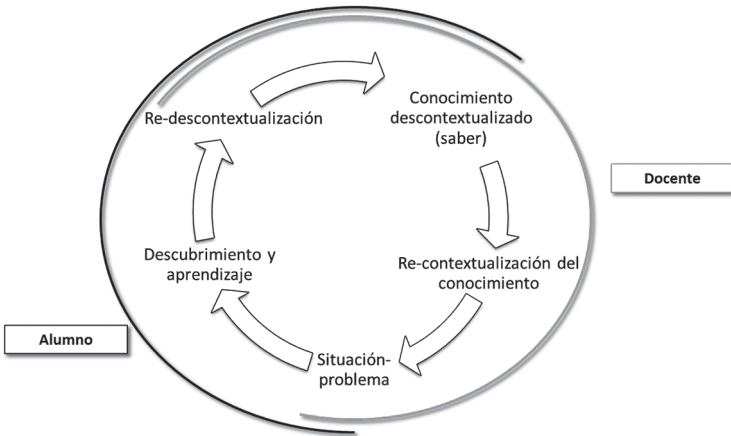 Re-descontextualización
Conocimiento
descontextualizado
(saber)
Docente
Re-contextualización del
conocimiento
Situación-
problema
Descubrimiento y
aprendizaje
Alumno